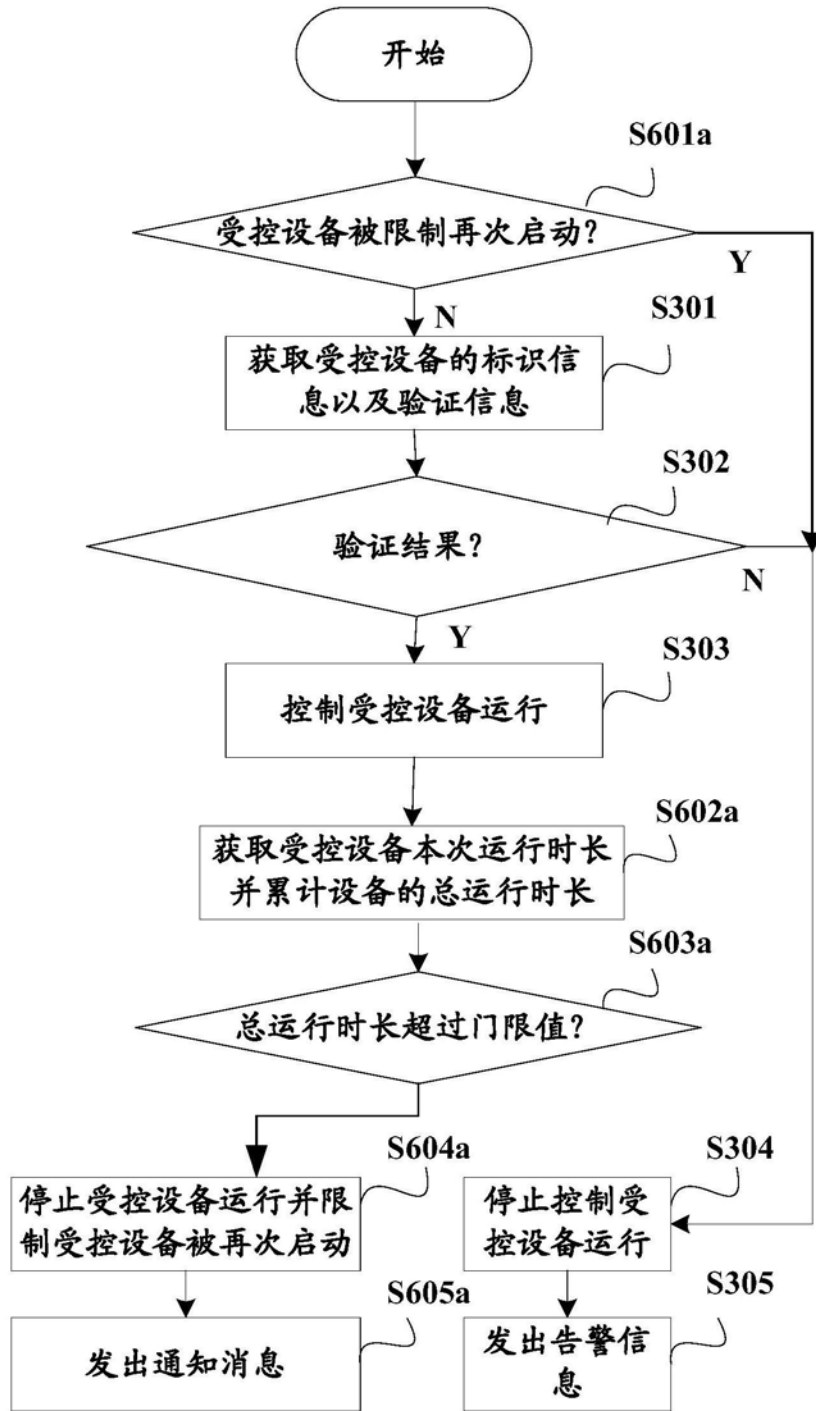 开始
S601a
受控设备被限制再次启动?
Y
N
S301
获取受控设备的标识信
息以及验证信息
S302
验证结果?
N
Y
S303
控制受控设备运行
S602a
获取受控设备本次运行时长
并累计设备的总运行时长
S603a
总运行时长超过门限值?
S604a
停止受控设备运行并限
制受控设备被再次启动
S304
停止控制受
控设备运行
S605a
发出通知消息
S305
发出告警信
息